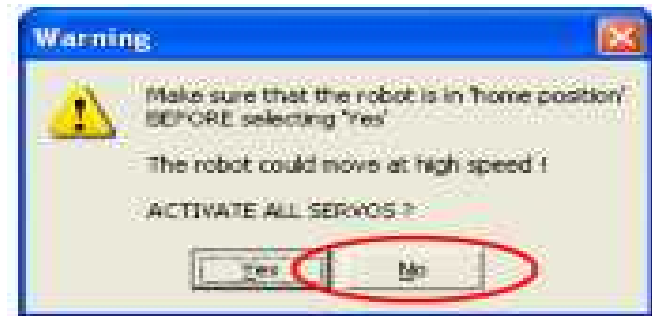 Warning
Make sure that the robot is in 'home position'
BEFORE selecting 'Yes'
The robot could move at high speed !
ACTIVATE ALL SERVOS ?
Yes No